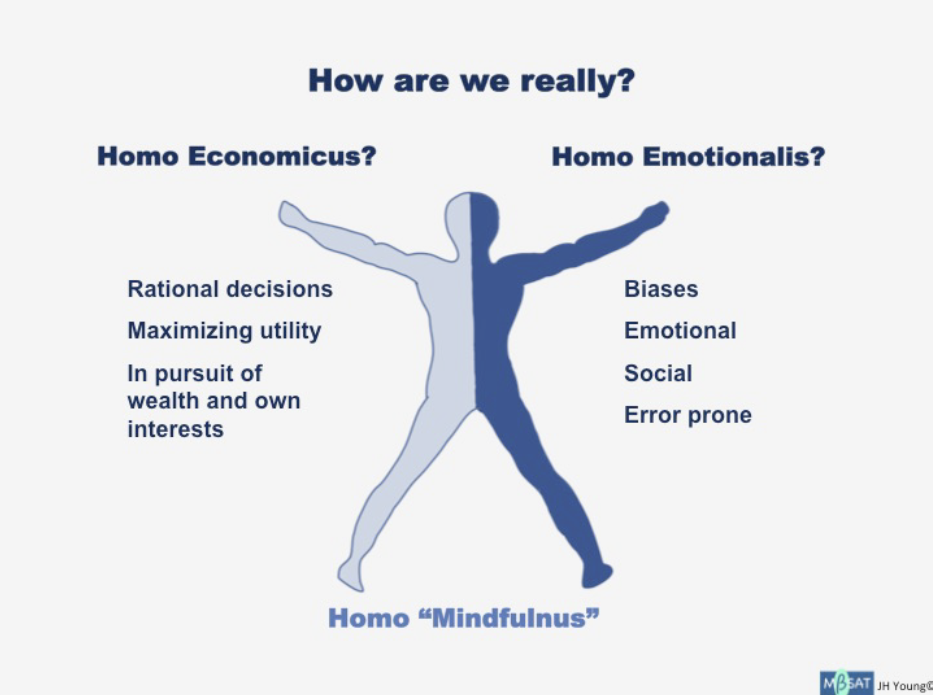 How are we really?
Homo Economicus?
Homo Emotionalis?
Rational decisions
Maximizing utility
In pursuit of
wealth and own
interests
Biases
Emotional
Social
Error prone
Homo “Mindfulnus”
MβSAT JH Young©